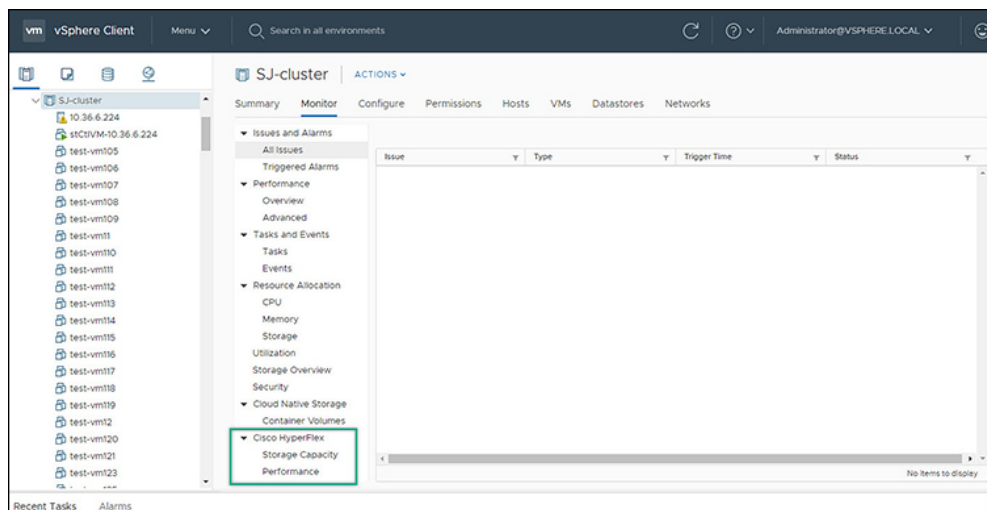 vm vSphere Client Menu Search in all environments Administrator@VSPHERE.LOCAL
SJ-cluster ACTIONS
Summary Monitor Configure Permissions Hosts VMs Datastores Networks
SJ-cluster
10.36.6.224
stCtlVM-10.36.6.224
test-vm105
test-vm106
test-vm107
test-vm108
test-vm109
test-vm11
test-vm110
test-vm111
test-vm112
test-vm113
test-vm114
test-vm115
test-vm116
test-vm117
test-vm118
test-vm119
test-vm12
test-vm120
test-vm121
test-vm123
Issues and Alarms
All Issues
Triggered Alarms
Performance
Overview
Advanced
Tasks and Events
Tasks
Events
Resource Allocation
CPU
Memory
Storage
Utilization
Storage Overview
Security
Cloud Native Storage
Container Volumes
Cisco HyperFlex
Storage Capacity
Performance
Issue Type Trigger Time Status
No items to display
Recent Tasks Alarms